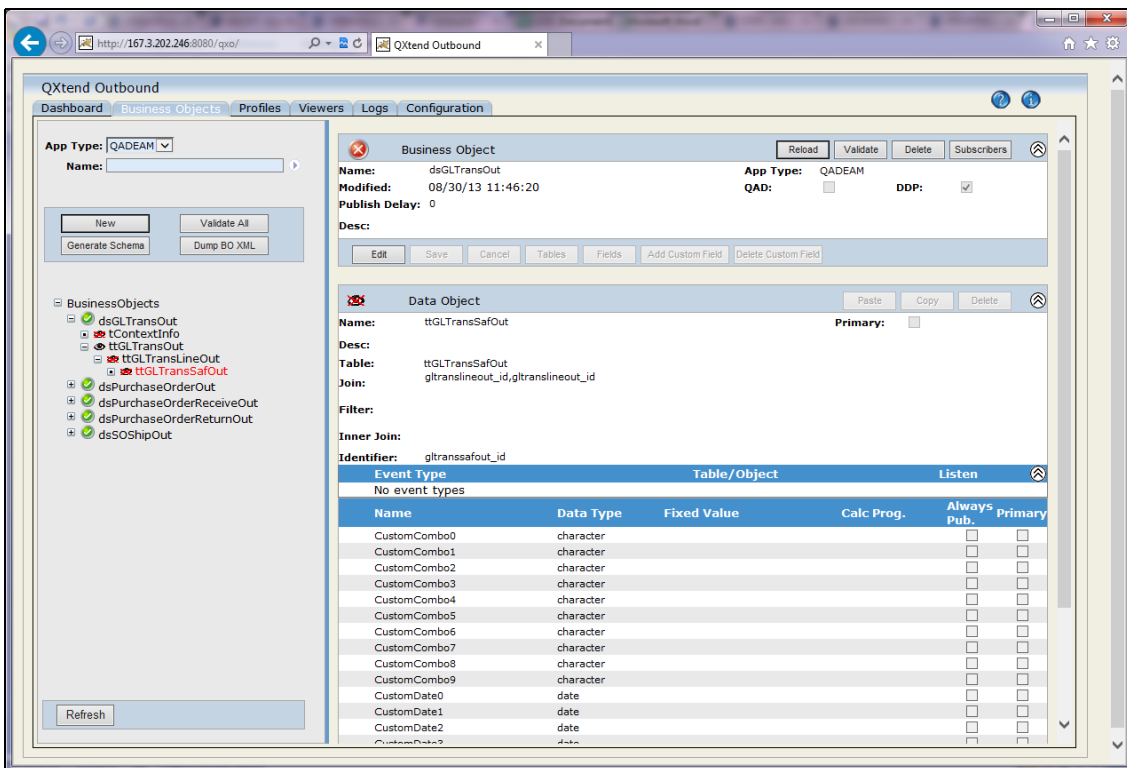 http://167.3.202.246:8080/qxo/
QXtend Outbound
QXtend Outbound
Dashboard Business Objects Profiles Viewers Logs Configuration
App Type: QADEAM
Name:
New Validate All
Generate Schema Dump BO XML
BusinessObjects
dsGLTransOut
tContextInfo
ttGLTransOut
ttGLTransLineOut
ttGLTransSafOut
dsPurchaseOrderOut
dsPurchaseOrderReceiveOut
dsPurchaseOrderReturnOut
dsSOShipOut
Refresh
Business Object Reload Validate Delete Subscribers
Name: dsGLTransOut App Type: QADEAM
Modified: 08/30/13 11:46:20 QAD: DDP:
Publish Delay: 0
Desc:
Edit Save Cancel Tables Fields Add Custom Field Delete Custom Field
Data Object Paste Copy Delete
Name: ttGLTransSafOut Primary:
Desc:
Table: ttGLTransSafOut
Join: gltranslineout_id,gltranslineout_id
Filter:
Inner Join:
Identifier: gltranssafout_id
Event Type Table/Object Listen
No event types
Name Data Type Fixed Value Calc Prog. Always Pub. Primary
CustomCombo0 character
CustomCombo1 character
CustomCombo2 character
CustomCombo3 character
CustomCombo4 character
CustomCombo5 character
CustomCombo6 character
CustomCombo7 character
CustomCombo8 character
CustomCombo9 character
CustomDate0 date
CustomDate1 date
CustomDate2 date
CustomDate3 date